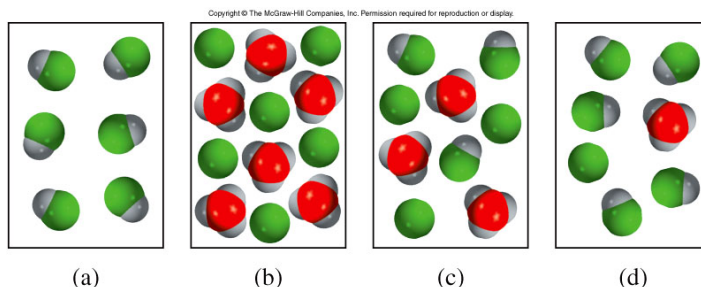 Copyright © The McGraw-Hill Companies, Inc. Permission required for reproduction or display.
(a) (b) (c) (d)